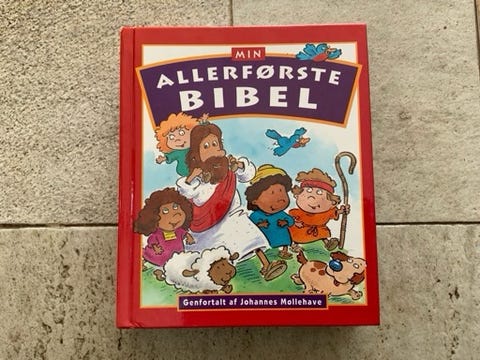 MIN
ALLERFØRSTE
BIBEL
Genfortalt af Johannes Møllehave